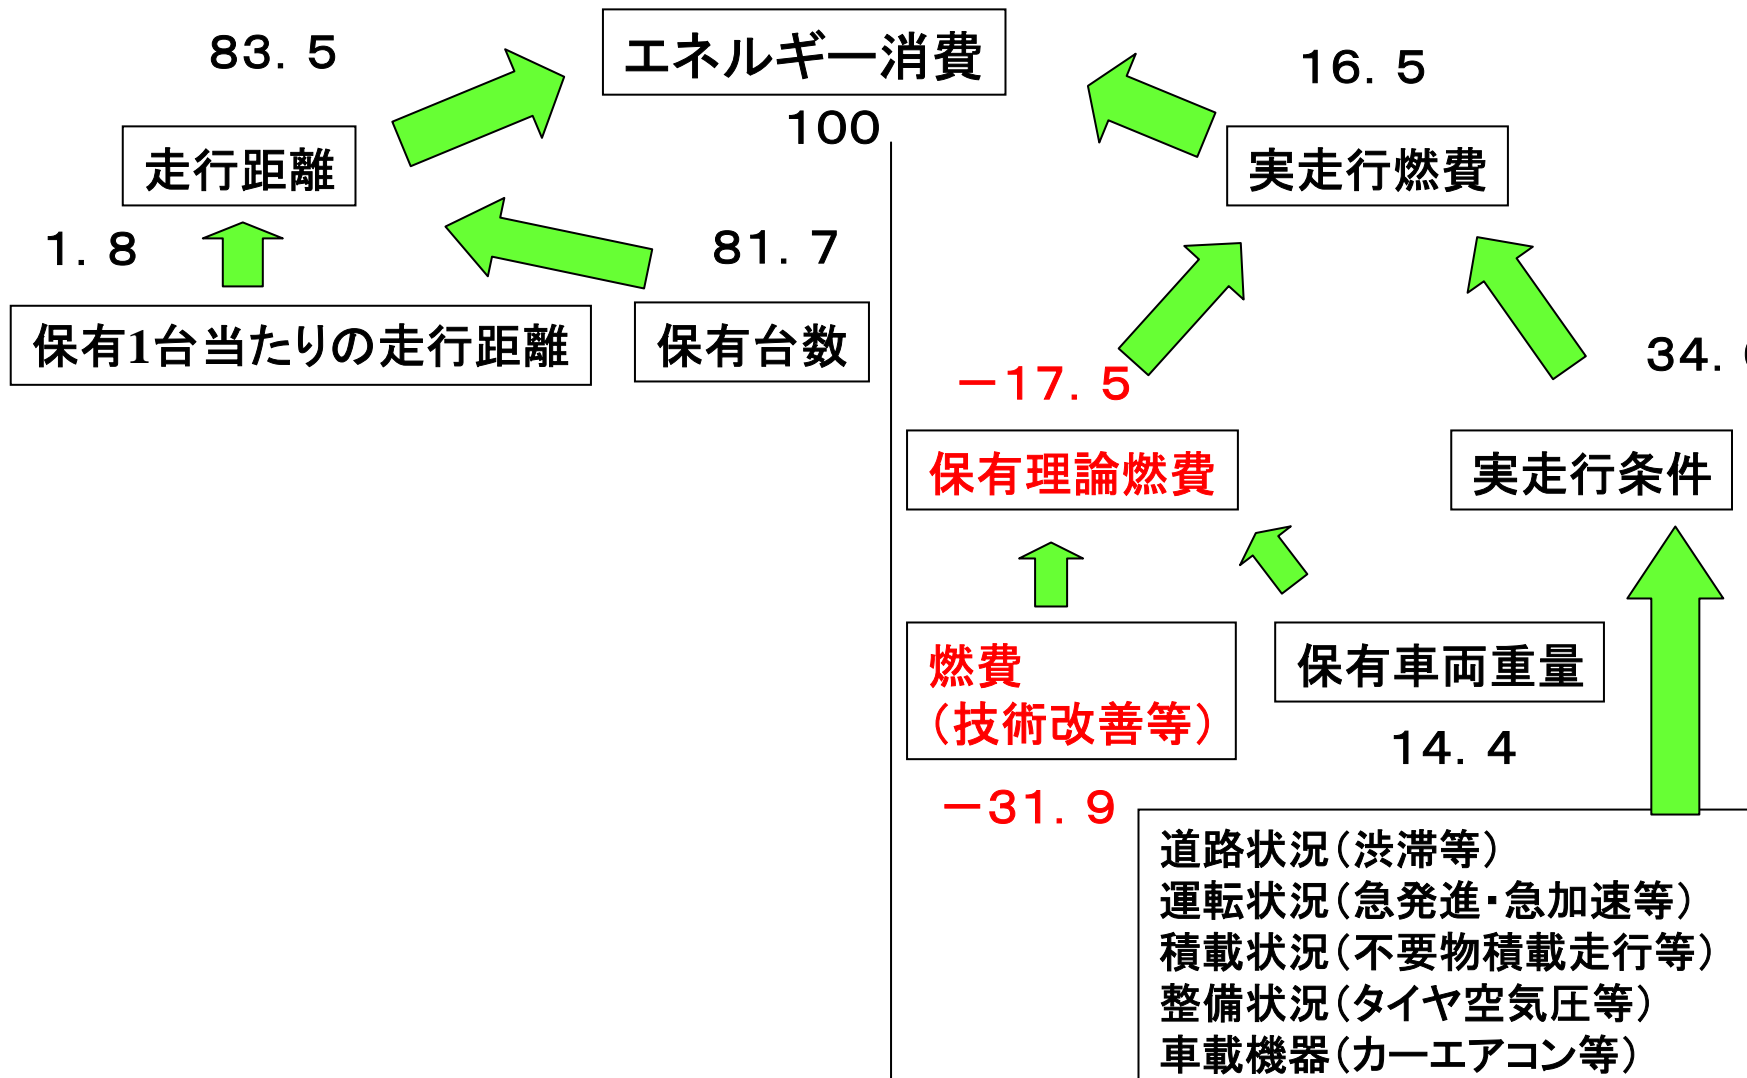 エネルギー消費
83．5
16．5
100
走行距離
実走行燃費
1．8
81．7
保有1台当たりの走行距離
保有台数
34．
－17．5
保有理論燃費
実走行条件
燃費
（技術改善等）
保有車両重量
14．4
－31．9
道路状況（渋滞等）
運転状況（急発進・急加速等）
積載状況（不要物積載走行等）
整備状況（タイヤ空気圧等）
車載機器（カーエアコン等）